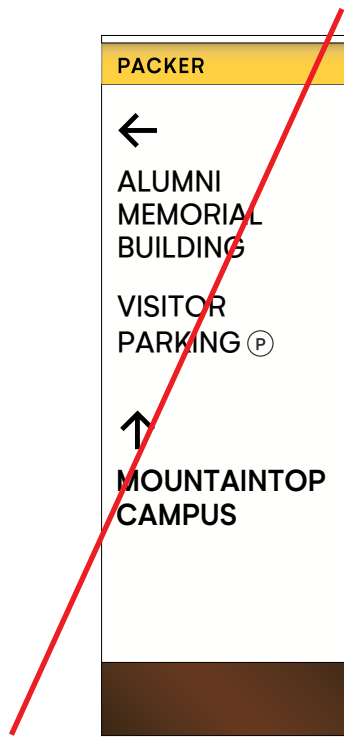 PACKER
←
ALUMNI
MEMORIAL
BUILDING
VISITOR
PARKING Ⓟ
↑
MOUNTAINTOP
CAMPUS